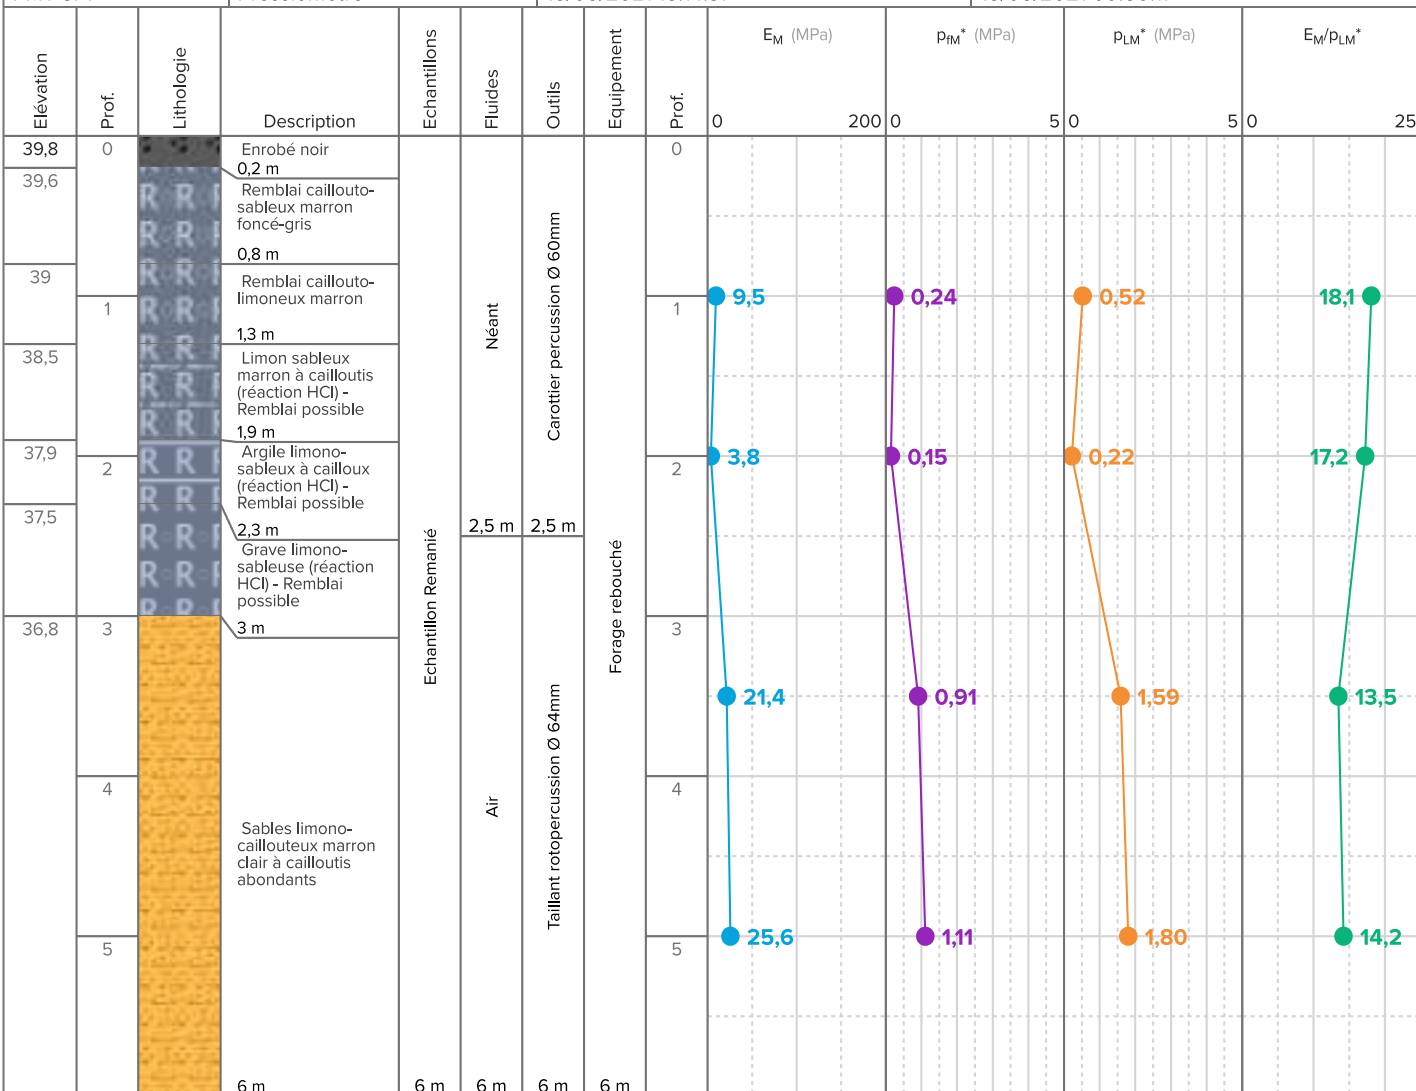 Elévation
Prof.
Lithologie
Description
Echantillons
Fluides
Outils
Equipement
Prof.
E_M (MPa)
p_fM* (MPa)
p_LM* (MPa)
E_M/p_LM*
0 200
0 5
0 5
0 25
39,8
39,6
39
38,5
37,9
37,5
36,8
0
1
2
3
4
5
Enrobé noir
0,2 m
Remblai caillouto-
sableux marron
foncé-gris
0,8 m
Remblai caillouto-
limoneux marron
1,3 m
Limon sableux
marron à cailloutis
(réaction HCl) -
Remblai possible
1,9 m
Argile limono-
sableux à cailloux
(réaction HCl) -
Remblai possible
2,3 m
Grave limono-
sableuse (réaction
HCl) - Remblai
possible
3 m
Sables limono-
caillouteux marron
clair à cailloutis
abondants
6 m
Echantillon Remanié
6 m
Néant
2,5 m
Air
6 m
Carottier percussion Ø 60mm
2,5 m
Taillant rotopercussion Ø 64mm
6 m
Forage rebouché
6 m
0
1
2
3
4
5
9,5
3,8
21,4
25,6
0,24
0,15
0,91
1,11
0,52
0,22
1,59
1,80
18,1
17,2
13,5
14,2